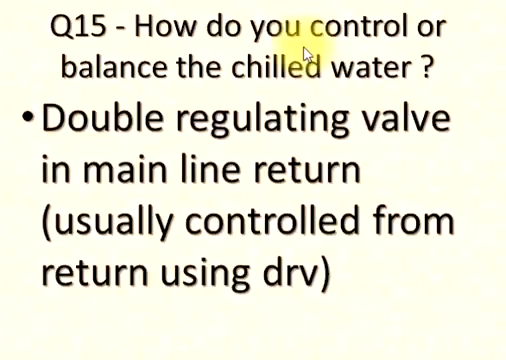 Q15 - How do you control or
balance the chilled water ?
•Double regulating valve
in main line return
(usually controlled from
return using drv)